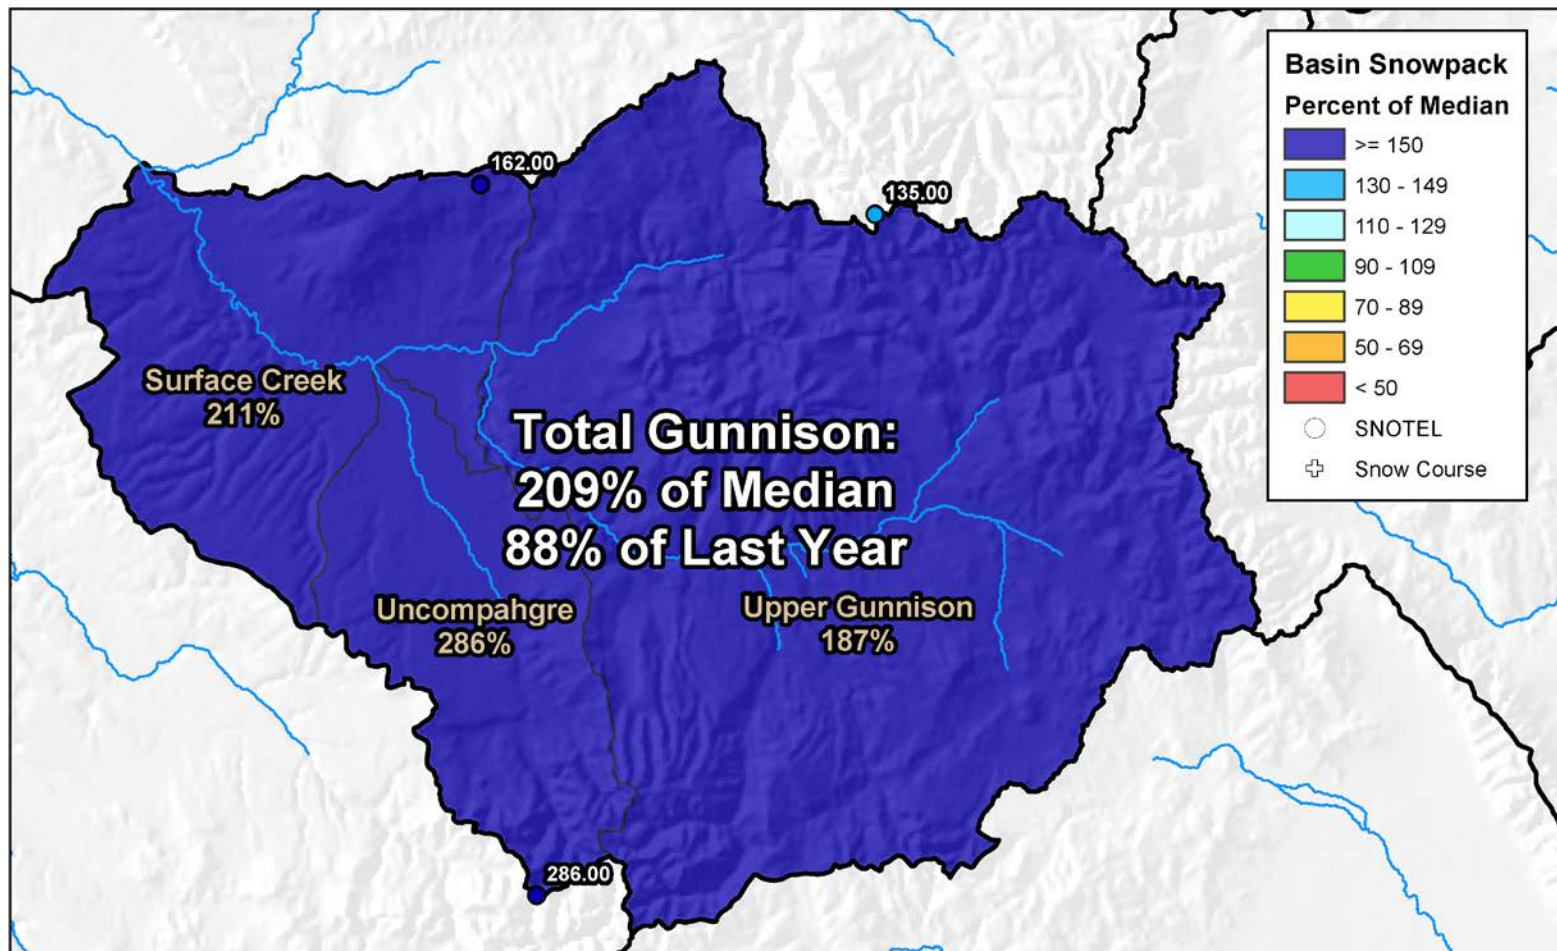 162.00
135.00
Surface Creek
211%
Total Gunnison:
209% of Median
88% of Last Year
Uncompahgre
286%
Upper Gunnison
187%
286.00
Basin Snowpack
Percent of Median
>= 150
130 - 149
110 - 129
90 - 109
70 - 89
50 - 69
< 50
SNOTEL
Snow Course